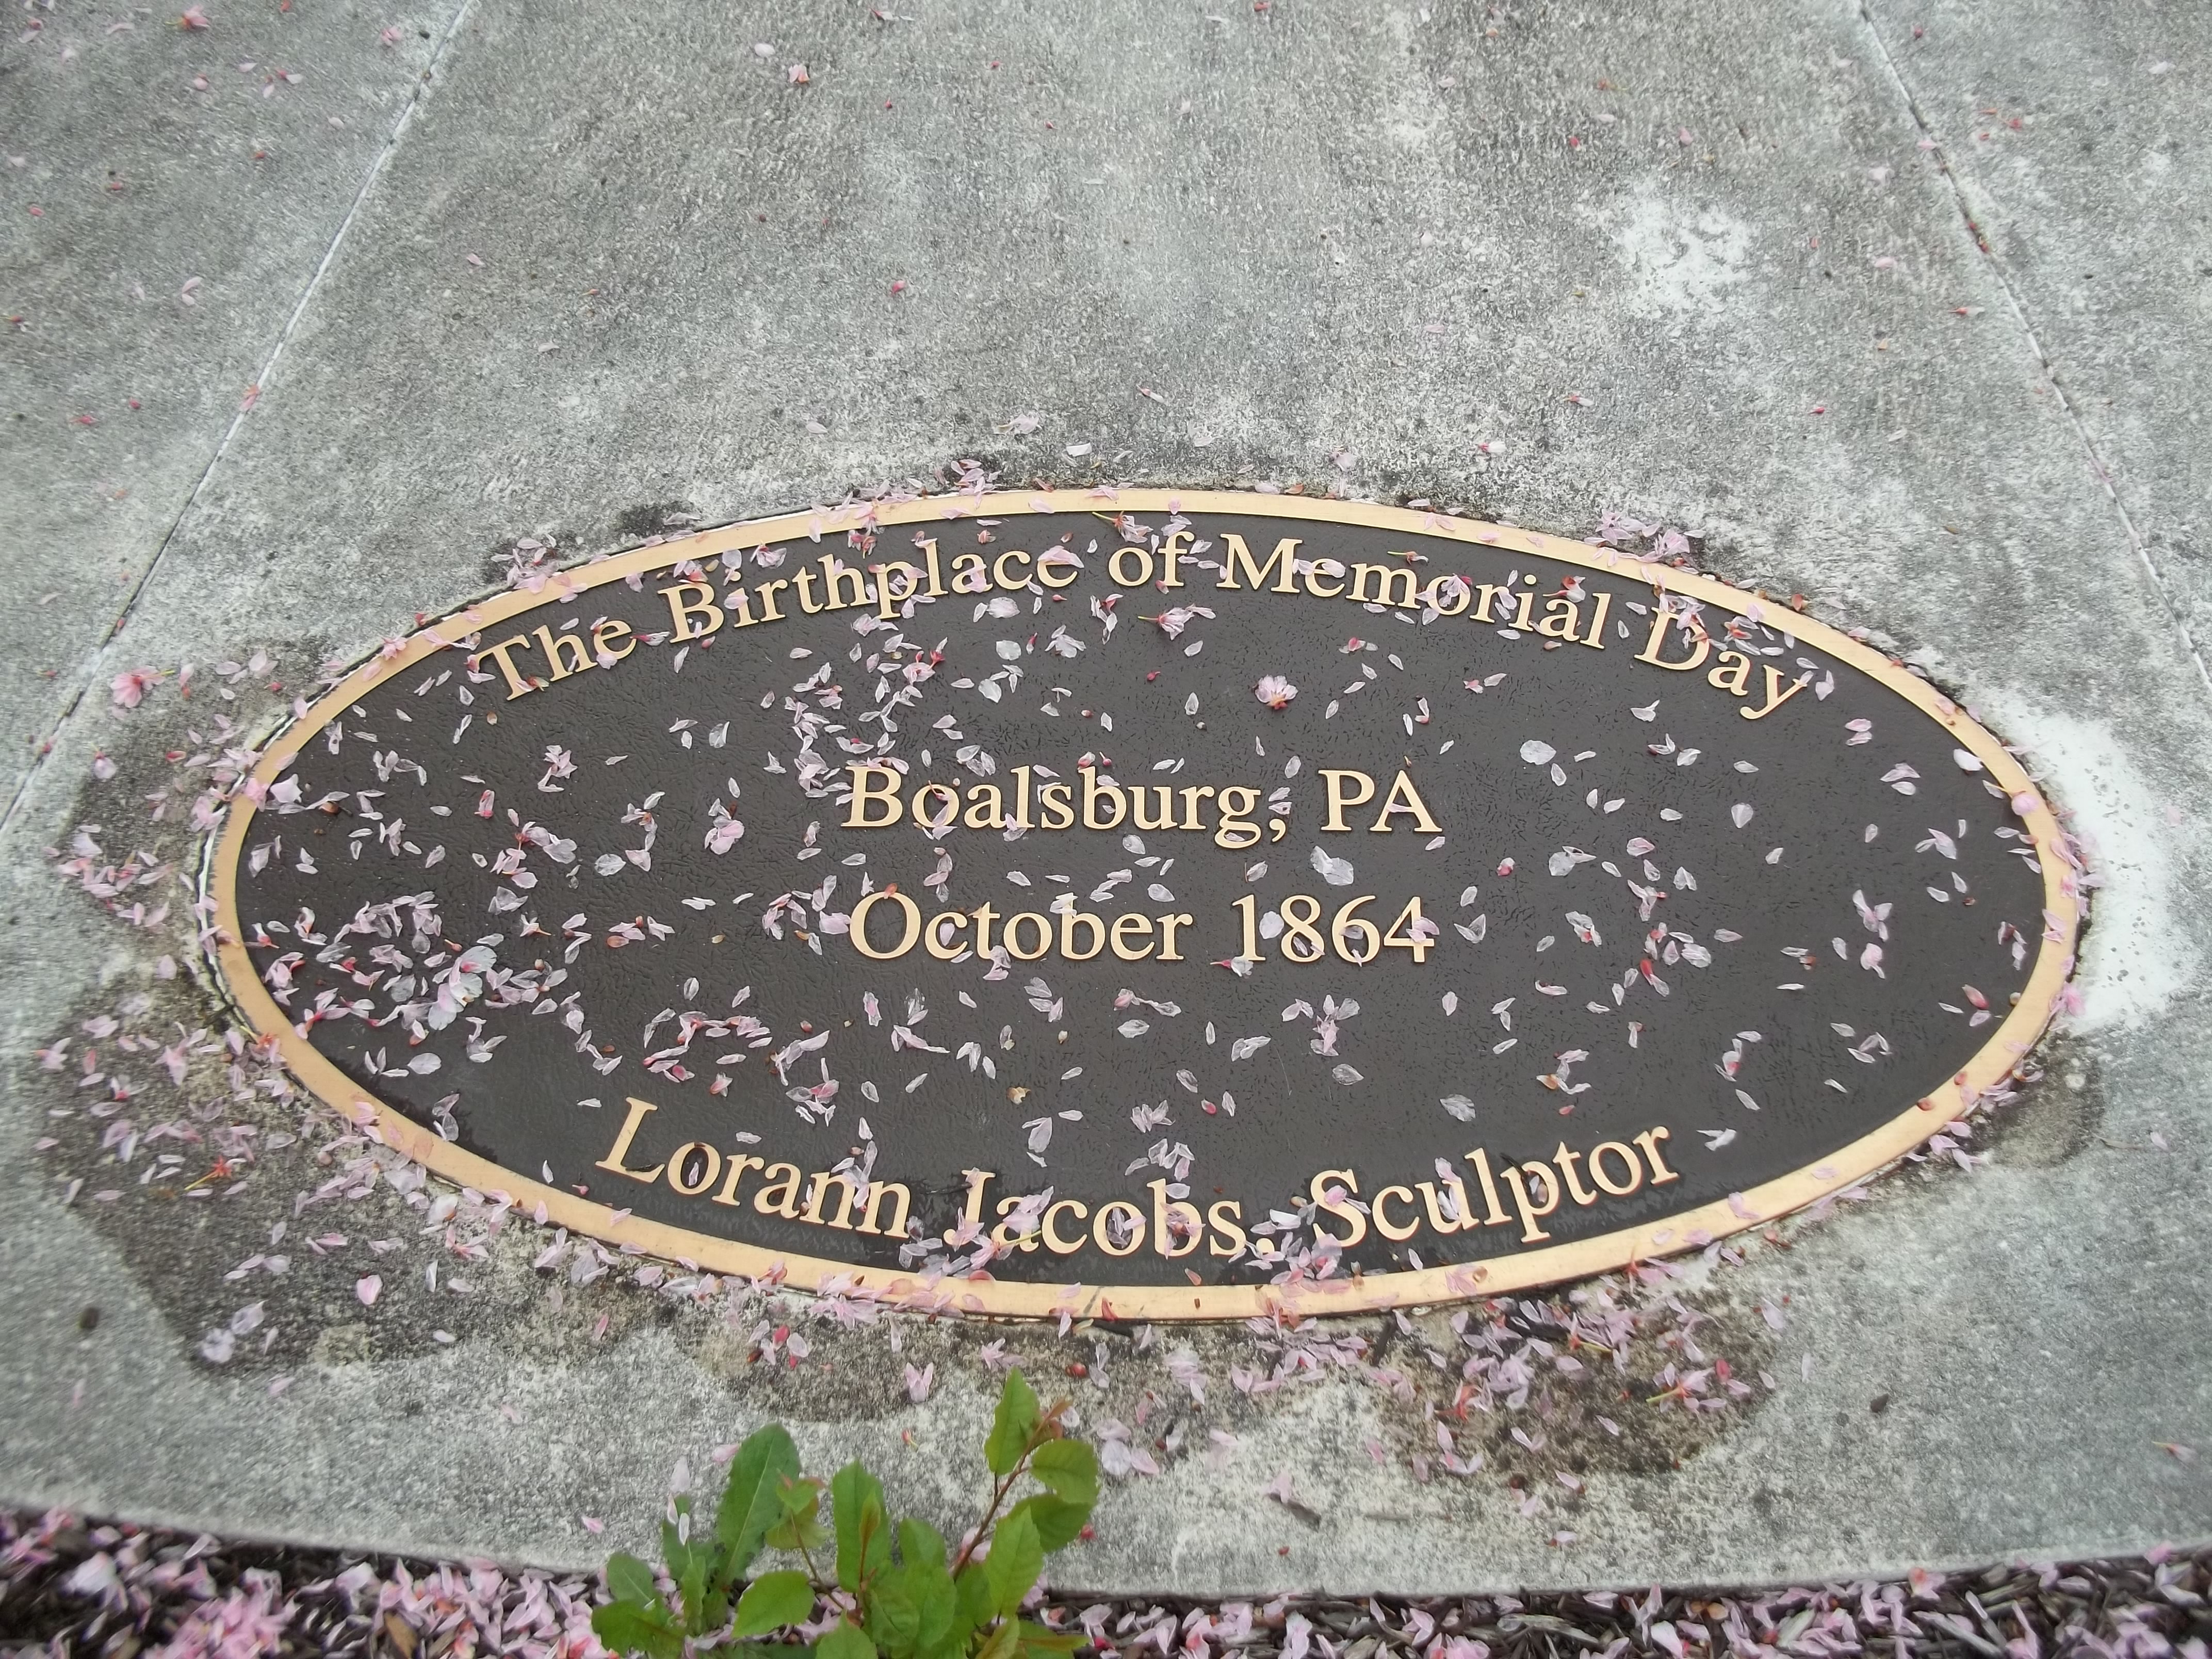 The Birthplace of Memorial Day
Boalsburg, PA
October 1864
Lorann Jacobs, Sculptor